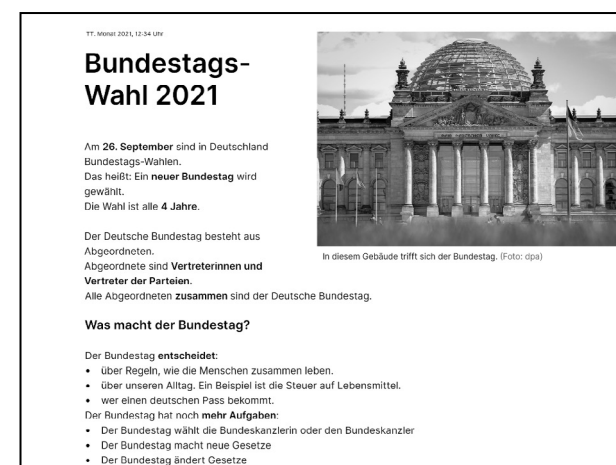 TT. Monat 2021, 12-34 Uhr
Bundestags-
Wahl 2021
Am 26. September sind in Deutschland
Bundestags-Wahlen.
Das heißt: Ein neuer Bundestag wird
gewählt.
Die Wahl ist alle 4 Jahre.
Der Deutsche Bundestag besteht aus
Abgeordneten.
Abgeordnete sind Vertreterinnen und
Vertreter der Parteien.
Alle Abgeordneten zusammen sind der Deutsche Bundestag.
In diesem Gebäude trifft sich der Bundestag. (Foto: dpa)
Was macht der Bundestag?
Der Bundestag entscheidet:
• über Regeln, wie die Menschen zusammen leben.
• über unseren Alltag. Ein Beispiel ist die Steuer auf Lebensmittel.
• wer einen deutschen Pass bekommt.
Der Bundestag hat noch mehr Aufgaben:
• Der Bundestag wählt die Bundeskanzlerin oder den Bundeskanzler
• Der Bundestag macht neue Gesetze
• Der Bundestag ändert Gesetze